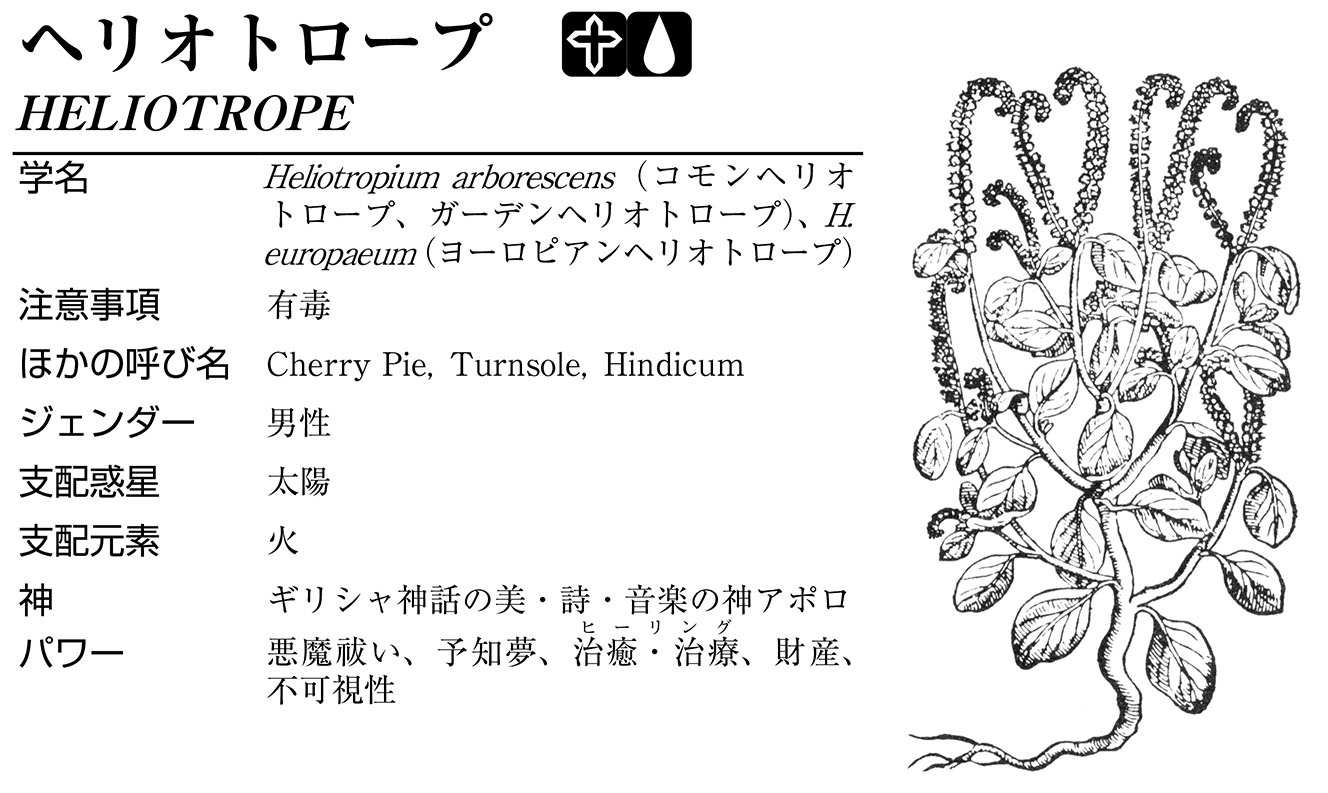 ヘリオトロープ
HELIOTROPE
学名 Heliotropium arborescens（コモンヘリオ
トロープ、ガーデンヘリオトロープ）、H.
europaeum（ヨーロピアンヘリオトロープ）
注意事項 有毒
ほかの呼び名 Cherry Pie, Turnsole, Hindicum
ジェンダー 男性
支配惑星 太陽
支配元素 火
神 ギリシャ神話の美・詩・音楽の神アポロ
ヒーリング
パワー 悪魔祓い、予知夢、治癒・治療、財産、
不可視性